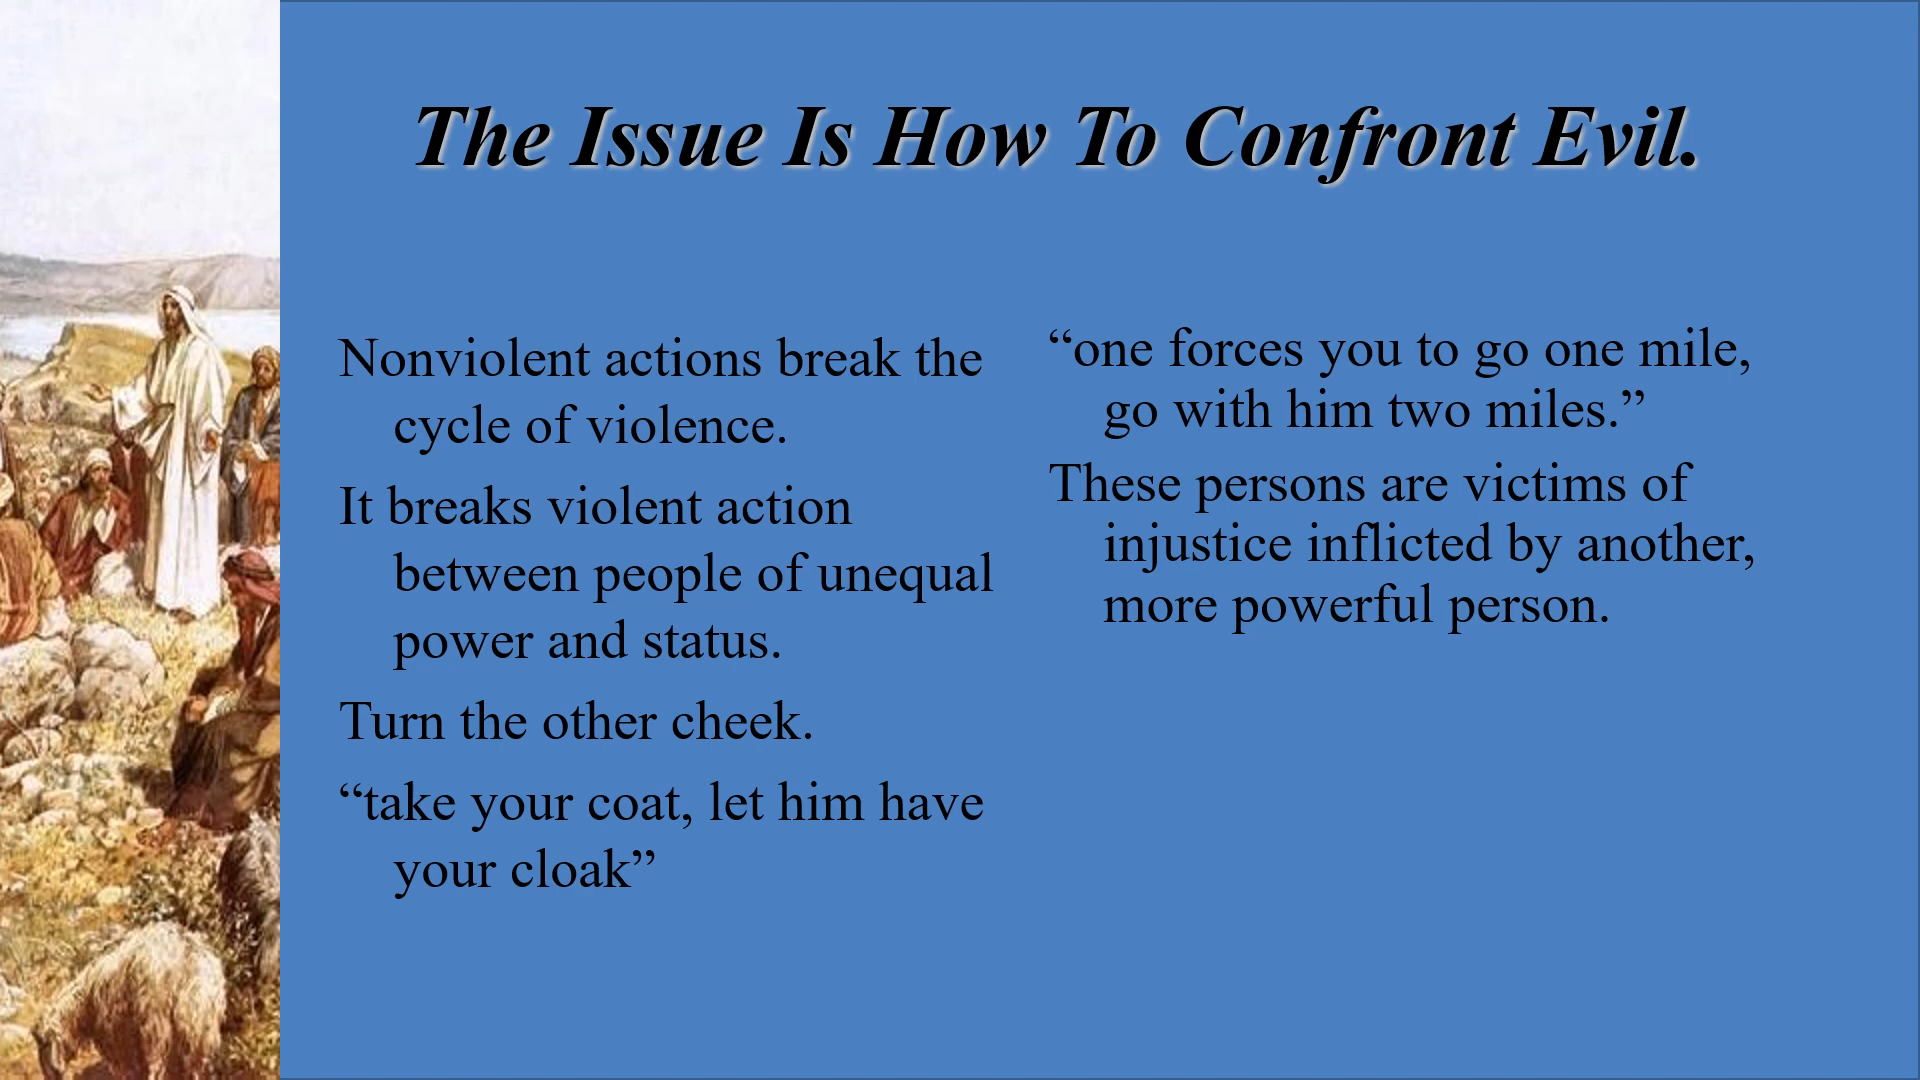 The Issue Is How To Confront Evil.
Nonviolent actions break the
cycle of violence.
It breaks violent action
between people of unequal
power and status.
Turn the other cheek.
“take your coat, let him have
your cloak”
“one forces you to go one mile,
go with him two miles.”
These persons are victims of
injustice inflicted by another,
more powerful person.